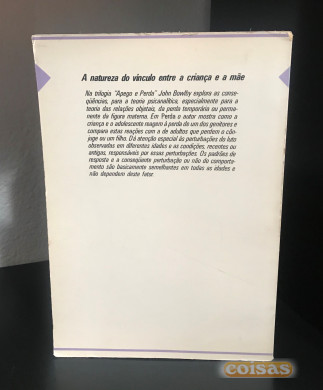 A natureza do vínculo entre a criança e a mãe
Na trilogia "Apego e Perda" John Bowlby explora as conse-
qüências, para a teoria psicanalítica, especialmente para a
teoria das relações objetais, da perda temporária ou perma-
nente da figura materna. Em Perda o autor mostra como a
criança e o adolescente reagem à perda de um dos genitores e
compara estas reações com a de adultos que perdem o côn-
juge ou um filho. Dá atenção especial às perturbações do luto
observadas em diferentes idades e às condições, recentes ou
antigas, responsáveis por essas perturbações. Os padrões de
resposta e a conseqüente perturbação ou não do comporta-
mento são basicamente semelhantes em todas as idades e
não dependem deste fator.
coisas